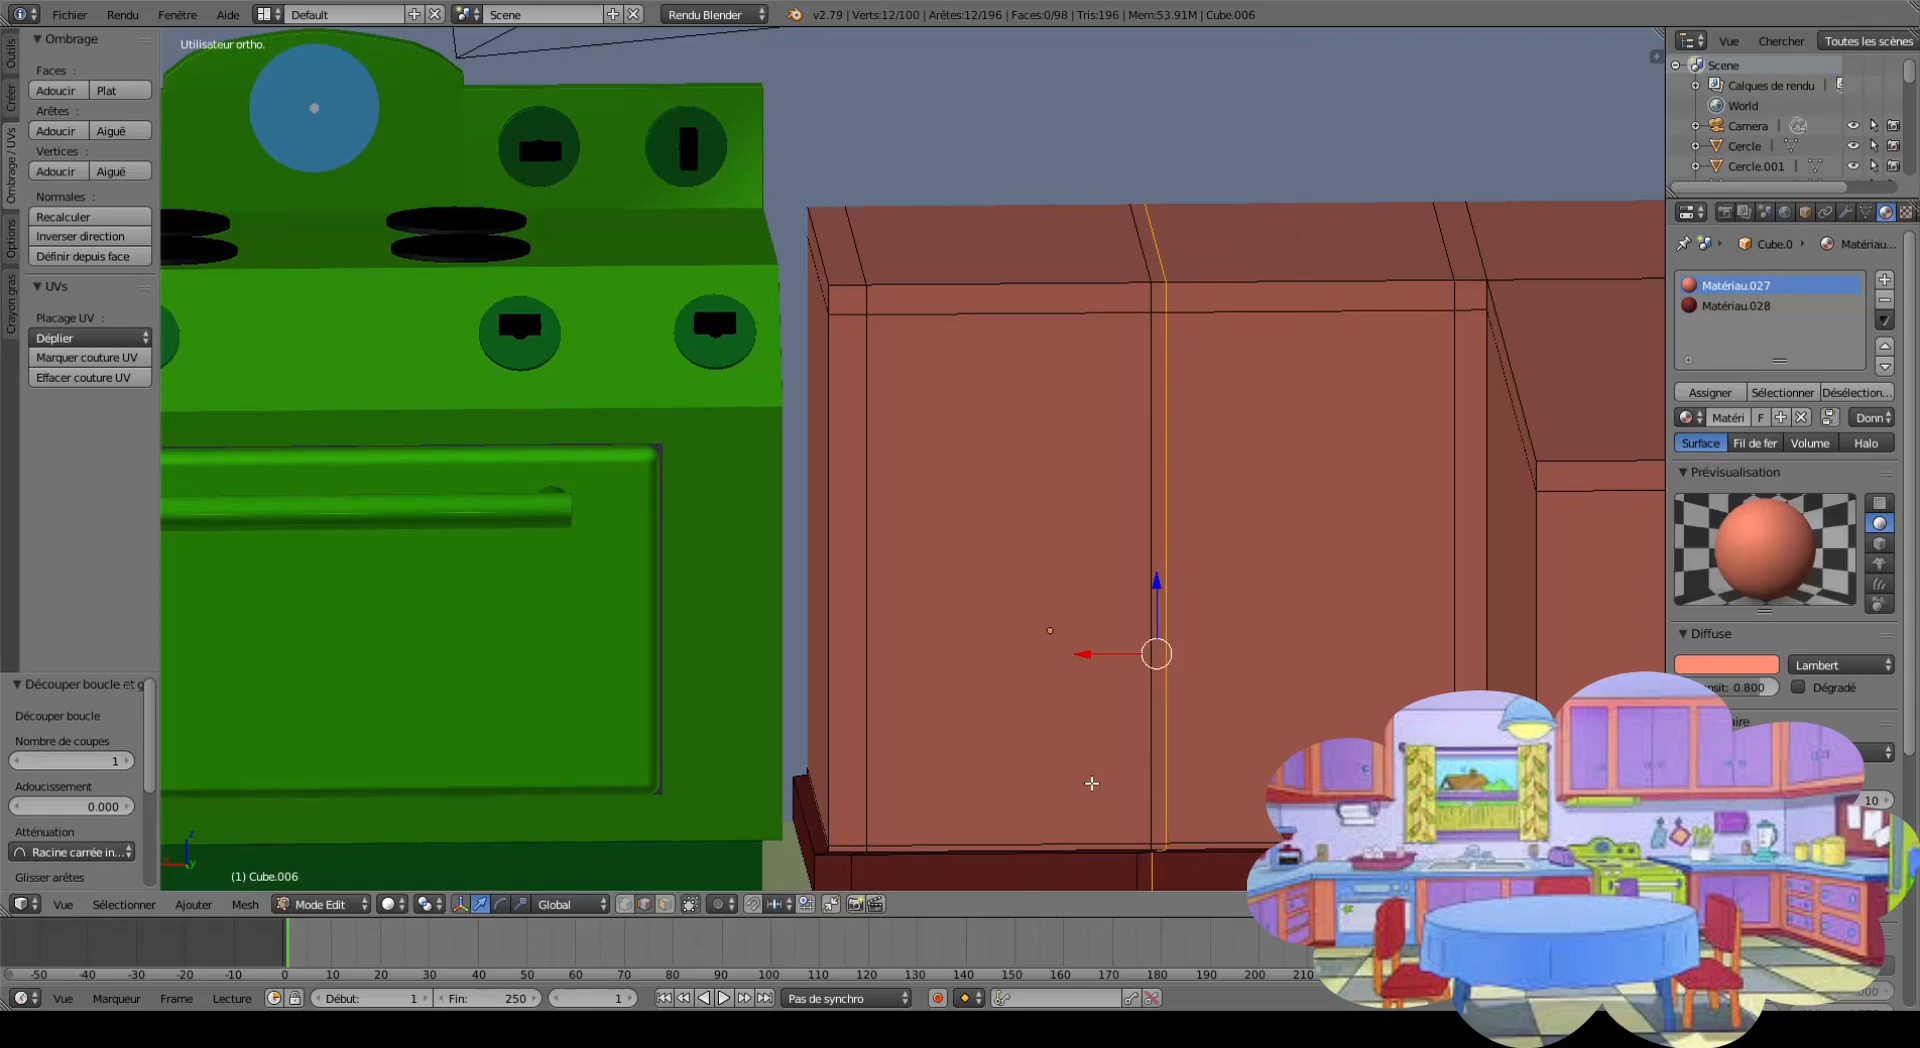 Fichier Rendu Fenêtre Aide Default Scene Rendu Blender v2.79 | Verts:12/100 | Arêtes:12/196 | Faces:0/98 | Tris:196 | Mem:53.91M | Cube.006
Outils
Créer
Ombrage / UVs
Options
Crayon gras
Ombrage
Faces :
Adoucir Plat
Arêtes :
Adoucir Aiguë
Vertices :
Adoucir Aiguë
Normales :
Recalculer
Inverser direction
Définir depuis face
UVs
Placage UV :
Déplier
Marquer couture UV
Effacer couture UV
Découper boucle et g
Découper boucle
Nombre de coupes
1
Adoucissement
0.000
Atténuation
Racine carrée in...
Glisser arêtes
Utilisateur ortho.
z
y
(1) Cube.006
Vue Chercher Toutes les scènes
Scene
Calques de rendu |
World
Camera |
Cercle |
Cercle.001 |
Cube.0 Matériau...
Matériau.027
Matériau.028
Assigner Sélectionner Désélection...
Matéri F Donn
Surface Fil de fer Volume Halo
Prévisualisation
Diffuse
Lambert
nsit: 0.800 Dégradé
aire
10
Vue Sélectionner Ajouter Mesh Mode Edit Global
-50 -40 -30 -20 -10 0 10 20 30 40 50 60 70 80 90 100 110 120 130 140 150 160 170 180 190 200 210
Vue Marqueur Frame Lecture Début: 1 Fin: 250 1 Pas de synchro